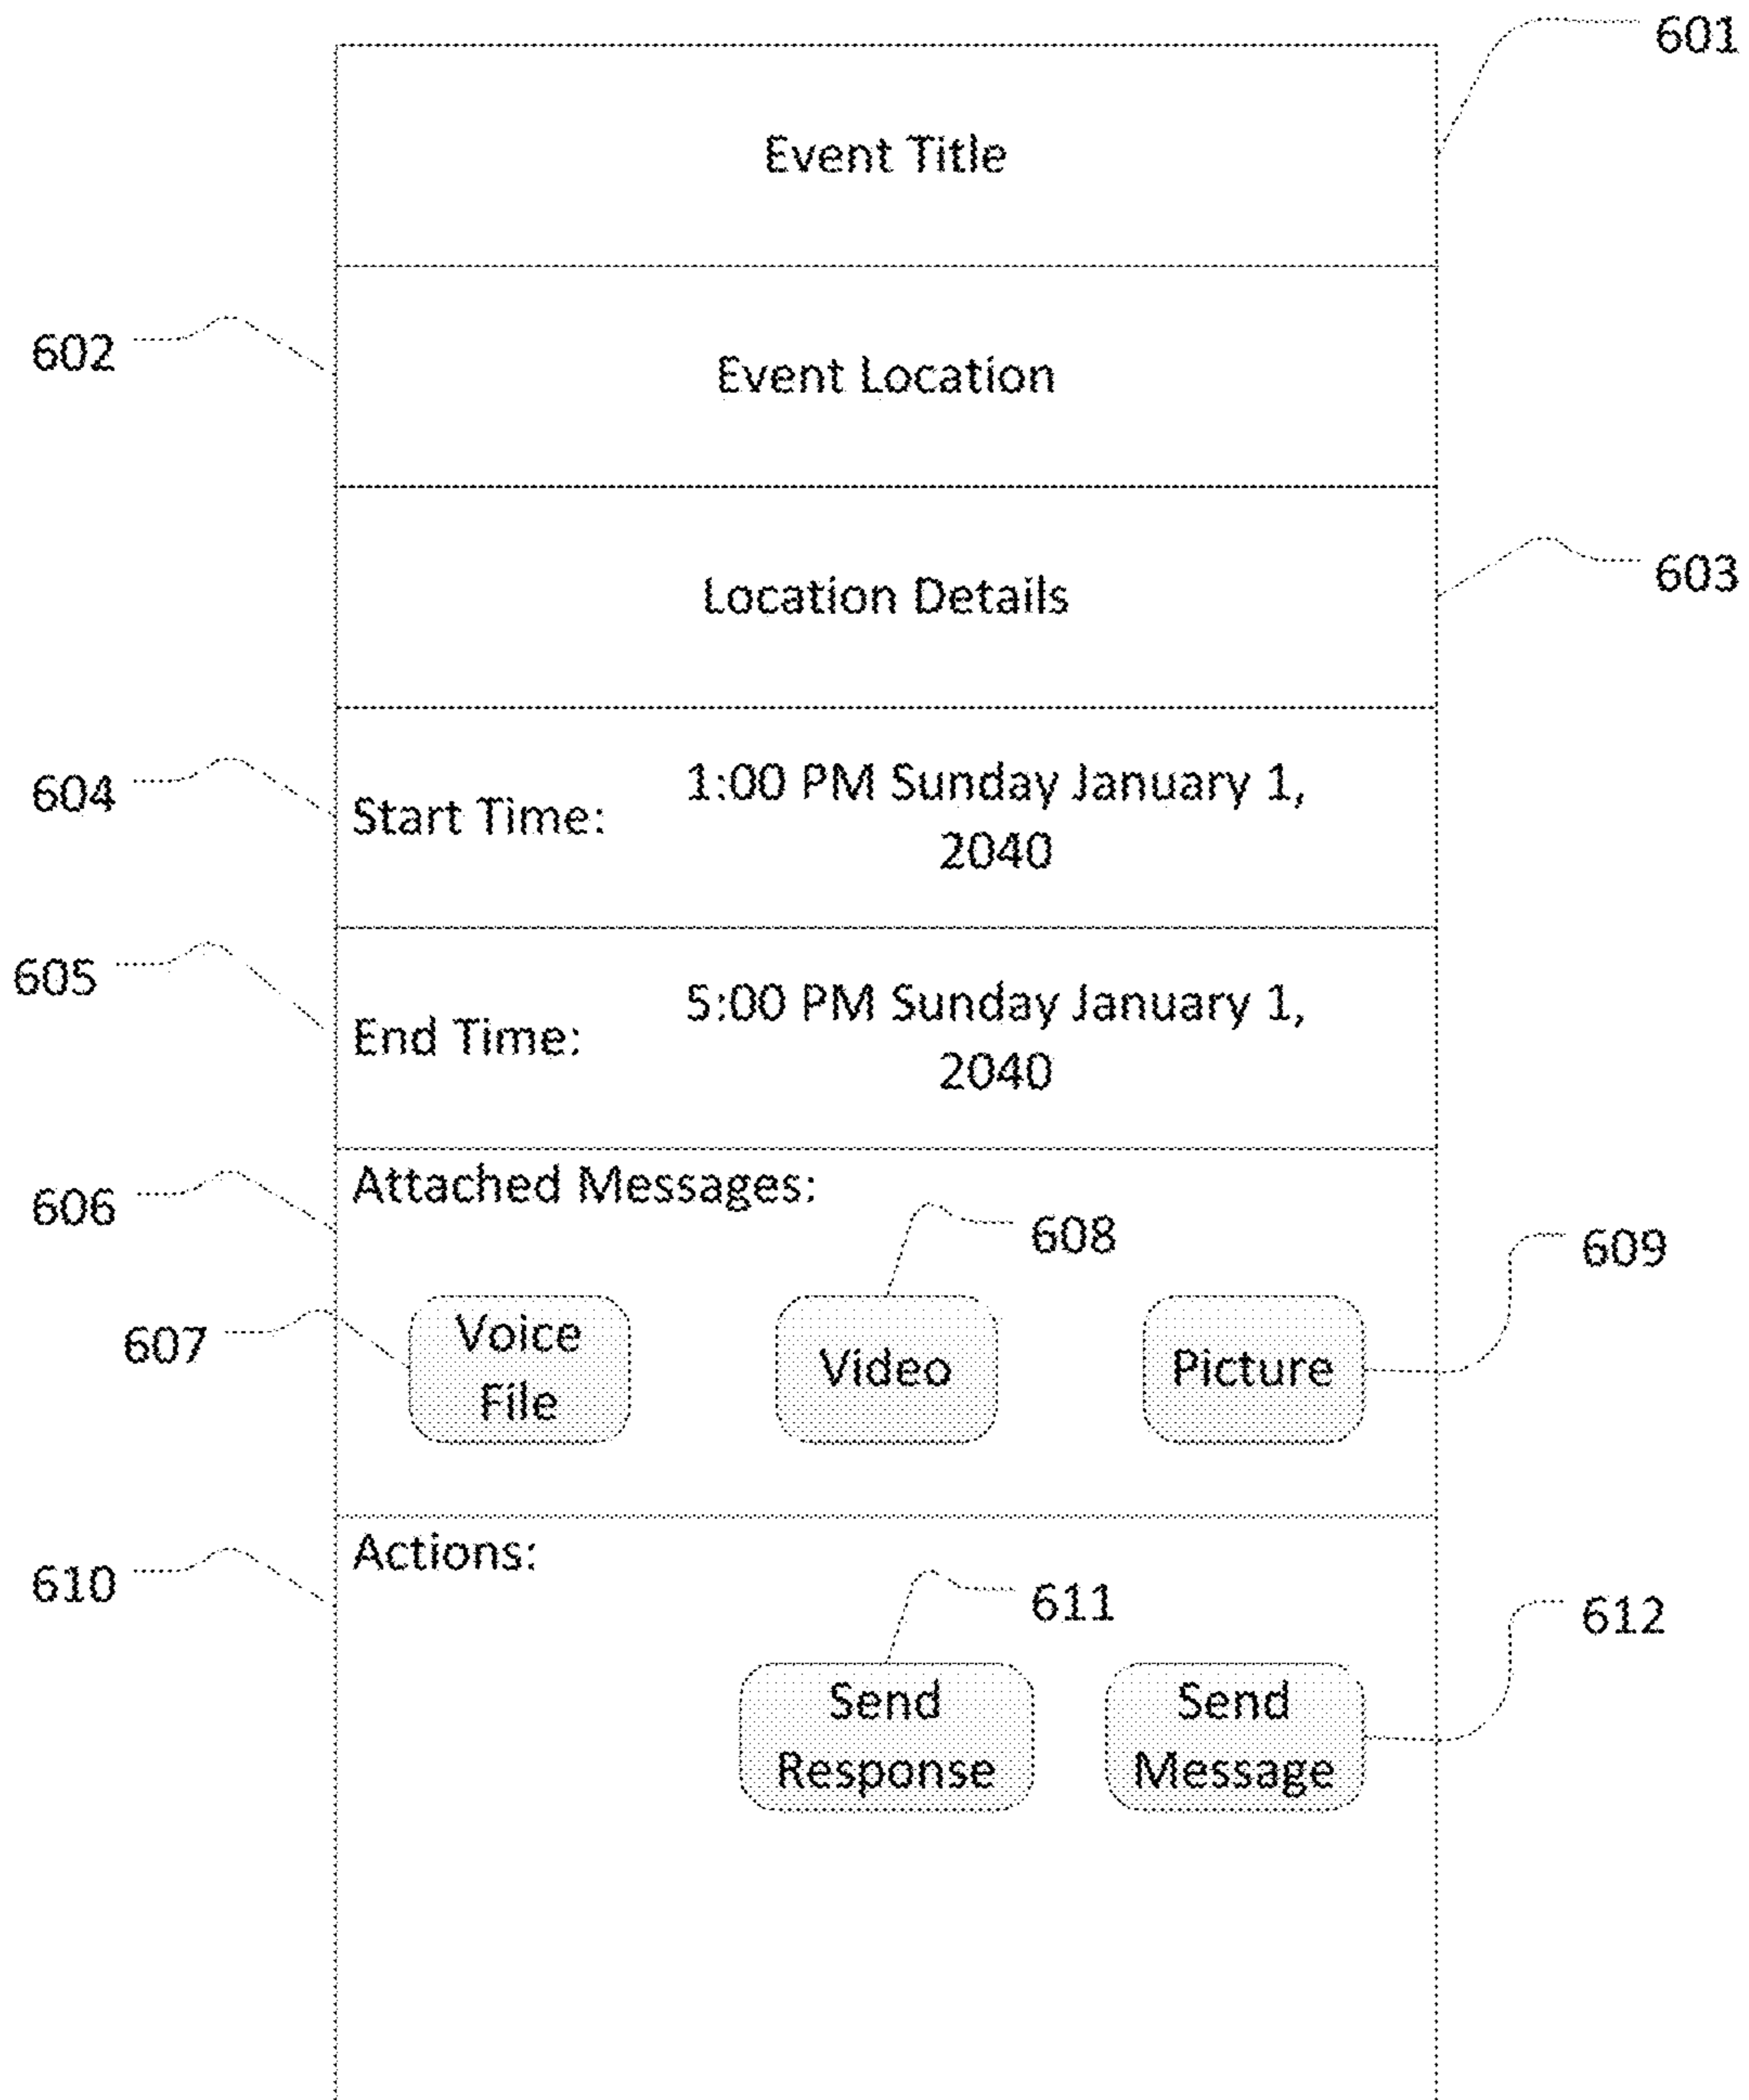 601
Event Title
602
Event Location
603
Location Details
604
Start Time:
1:00 PM Sunday January 1,
2040
605
End Time:
5:00 PM Sunday January 1,
2040
606
Attached Messages:
608
609
607
Voice
File
Video
Picture
610
Actions:
611
612
Send
Response
Send
Message